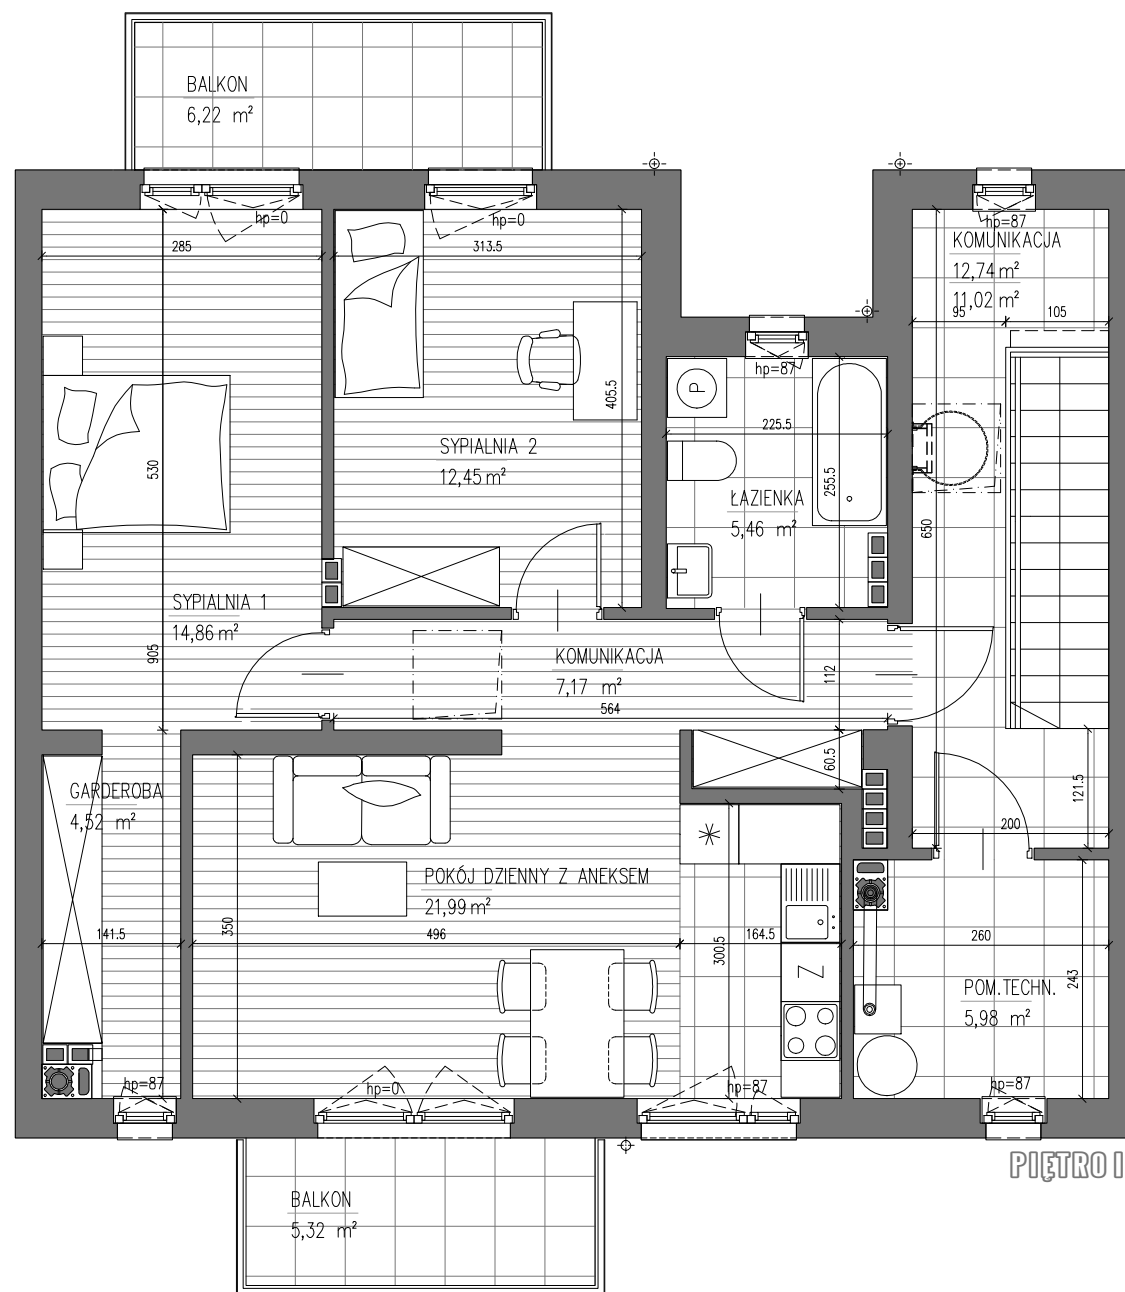 BALKON
6,22 m²
hp=0
hp=0
hp=87
285
313.5
KOMUNIKACJA
12,74 m²
11,02 m²
95
105
hp=87
405.5
P
225.5
SYPIALNIA 2
12,45 m²
530
255.5
ŁAZIENKA
5,46 m²
650
SYPIALNIA 1
14,86 m²
905
KOMUNIKACJA
7,17 m²
112
564
60.5
GARDEROBA
4,52 m²
121.5
200
POKÓJ DZIENNY Z ANEKSEM
21,99 m²
350
141.5
496
300.5
164.5
260
243
Z
POM.TECHN.
5,98 m²
hp=87
hp=0
hp=87
hp=87
PIĘTRO I
BALKON
5,32 m²